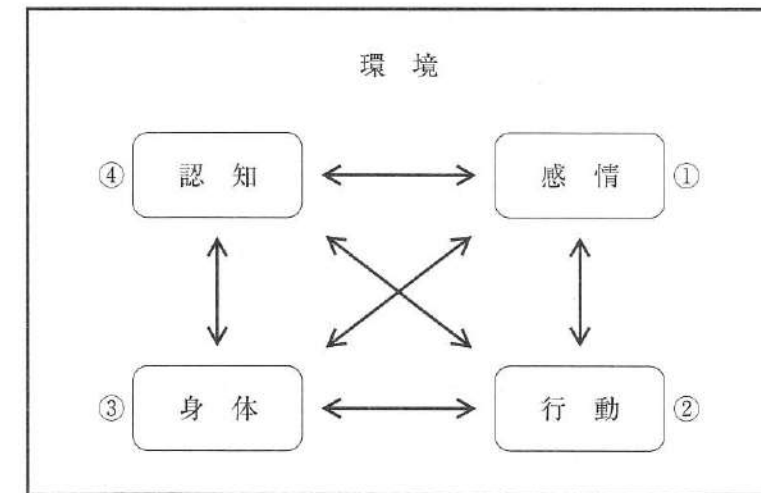 環 境
④ 認 知 感 情 ①
③ 身 体 行 動 ②